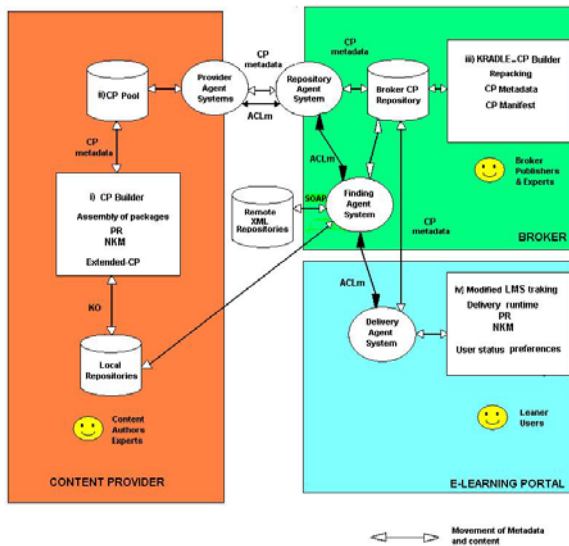 CP
metadata
CP
metadata
CP
metadata
ii)CP Pool
Provider
Agent
Systems
ACLm
Repository
Agent
System
Broker CP
Repository
iii) KRADLE-CP Builder
Repacking
CP Metadata
CP Manifest
Broker
Publishers
& Experts
CP
metadata
ACLm
i) CP Builder
Assembly of packages
PR
NKM
Extended-CP
SOAP
Remote
XML
Repositories
Finding
Agent
System
CP
metadata
BROKER
KO
ACLm
Local
Repositories
Delivery
Agent
System
iv) Modified LMS traking
Delivery runtime
PR
NKM
User status preferences
Content
Authors
Experts
Leaner
Users
CONTENT PROVIDER
E-LEARNING PORTAL
Movement of Metadata
and content